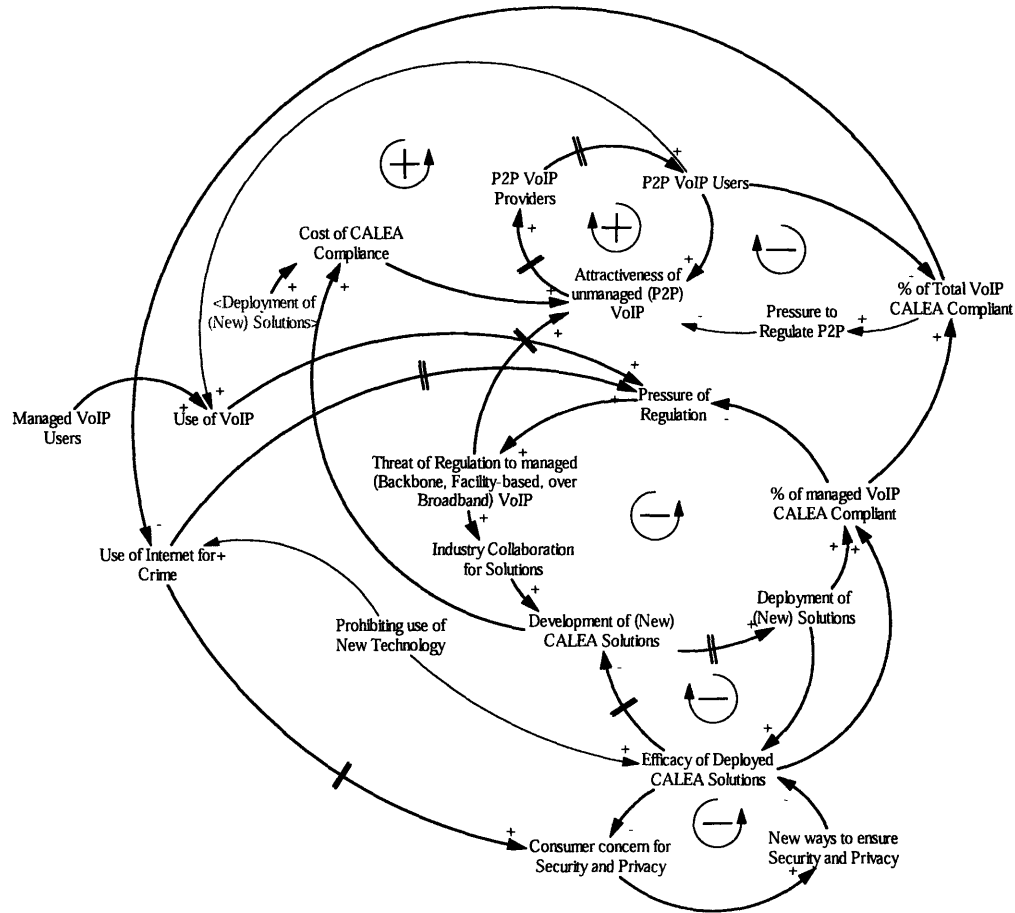 P2P VoIP
Providers
P2P VoIP Users
Cost of CALEA
Compliance
Attractiveness of
unmanaged (P2P)
VoIP
% of Total VoIP
CALEA Compliant
<Deployment of
(New) Solutions>
Pressure to
Regulate P2P
Managed VoIP
Users
Use of VoIP
Pressure of
Regulation
Threat of Regulation to managed
(Backbone, Facility-based, over
Broadband) VoIP
% of managed VoIP
CALEA Compliant
Use of Internet for
Crime
Industry Collaboration
for Solutions
Prohibiting use of
New Technology
Development of (New)
CALEA Solutions
Deployment of
(New) Solutions
Efficacy of Deployed
CALEA Solutions
Consumer concern for
Security and Privacy
New ways to ensure
Security and Privacy